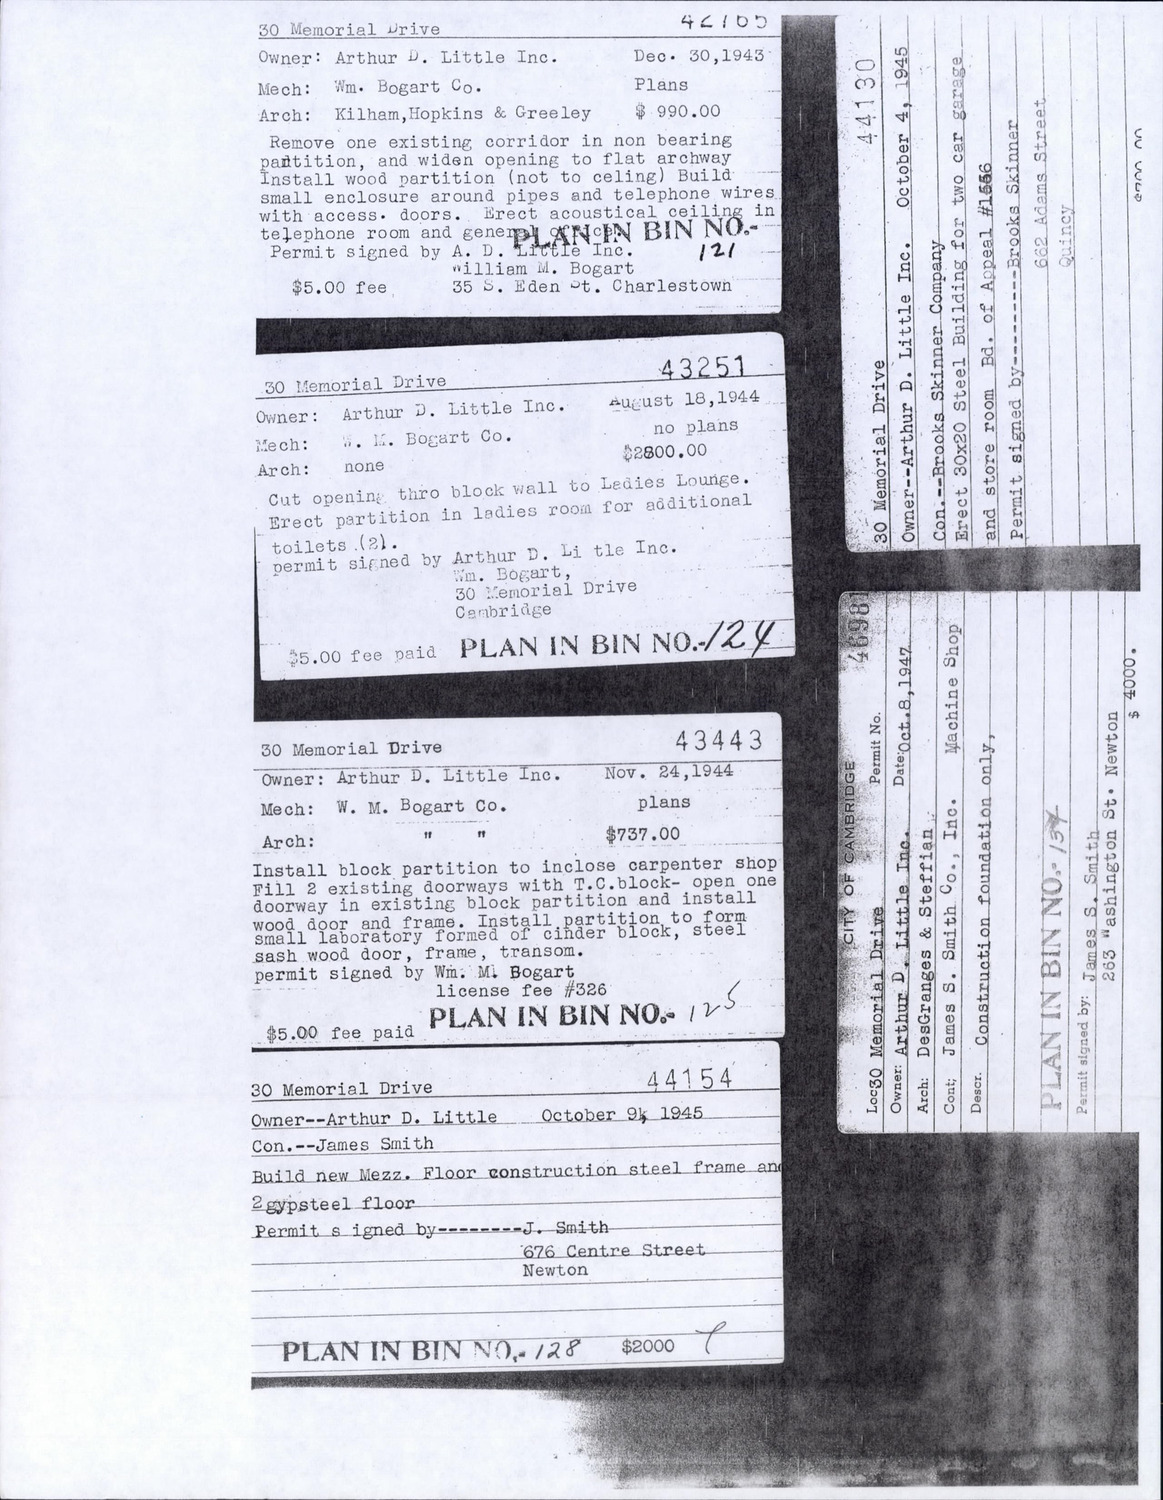 30 Memorial Drive
Owner: Arthur D. Little Inc. Dec. 30,1943
Mech: Wm. Bogart Co. Plans
Arch: Kilham,Hopkins & Greeley $ 990.00
Remove one existing corridor in non bearing
partition, and widen opening to flat archway
Install wood partition (not to celing) Build
small enclosure around pipes and telephone wires
with access. doors. Erect acoustical ceiling in
telephone room and general office.
PLAN IN BIN NO.-
Permit signed by A. D. Little Inc. 121
William M. Bogart
$5.00 fee 35 S. Eden St. Charlestown
43251
30 Memorial Drive
Owner: Arthur D. Little Inc. August 18,1944
Mech: W. M. Bogart Co. no plans
Arch: none $2800.00
Cut opening thro block wall to Ladies Lounge.
Erect partition in ladies room for additional
toilets (2).
permit signed by Arthur D. Li tle Inc.
Wm. Bogart,
30 Memorial Drive
Cambridge
$5.00 fee paid PLAN IN BIN NO.-124
30 Memorial Drive 43443
Owner: Arthur D. Little Inc. Nov. 24,1944
Mech: W. M. Bogart Co. plans
Arch: " " $737.00
Install block partition to inclose carpenter shop
Fill 2 existing doorways with T.C.block- open one
doorway in existing block partition and install
wood door and frame. Install partition to form
small laboratory formed of cinder block, steel
sash wood door, frame, transom.
permit signed by Wm. M. Bogart
license fee #326
$5.00 fee paid PLAN IN BIN NO.- 125
30 Memorial Drive 44154
Owner--Arthur D. Little October 9, 1945
Con.--James Smith
Build new Mezz. Floor construction steel frame and
2 gypsteel floor
Permit s igned by--------J. Smith
676 Centre Street
Newton
PLAN IN BIN NO.- 128 $2000
30 Memorial Drive 44130
Owner--Arthur D. Little Inc. October 4, 1945
Con.--Brooks Skinner Company
Erect 30x20 Steel Building for two car garage
and store room Bd. of Appeal #1556
Permit signed by----------Brooks Skinner
662 Adams Street
Quincy
$700.00
CITY OF CAMBRIDGE 46981
Loc30 Memorial Drive Permit No.
Owner: Arthur D. Little Inc. Date:Oct.8,1947
Arch: DesGranges & Steffian
Cont; James S. Smith Co., Inc. Machine Shop
Descr. Construction foundation only,
PLAN IN BIN NO.- 134
Permit signed by: James S. Smith
263 Washington St. Newton
$ 4000.